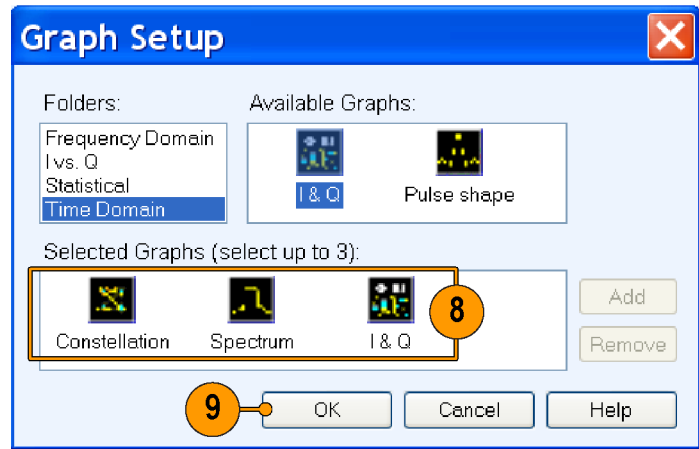 Graph Setup
Folders:
Available Graphs:
Frequency Domain
I vs. Q
Statistical
Time Domain
I & Q
Pulse shape
Selected Graphs (select up to 3):
Constellation
Spectrum
I & Q
8
Add
Remove
9
OK
Cancel
Help